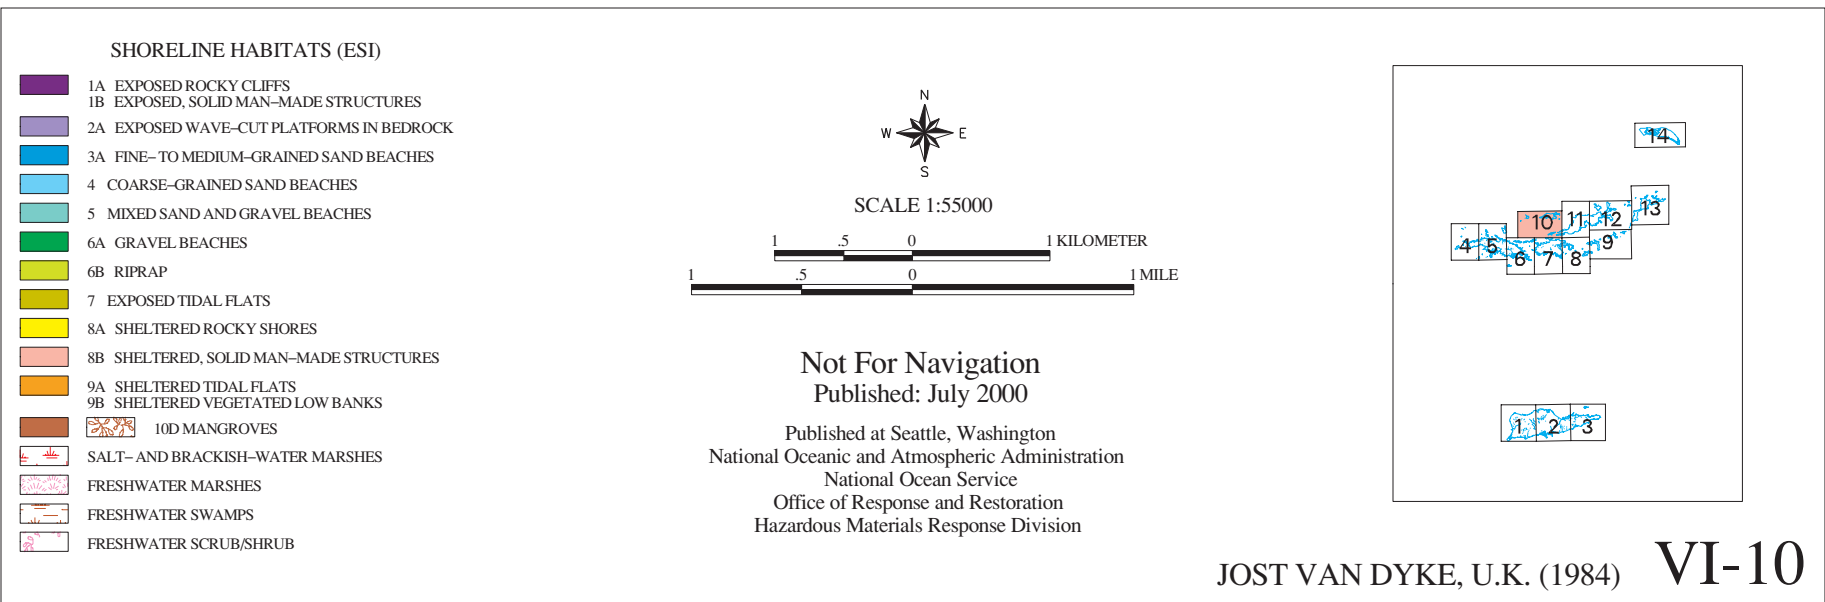 SHORELINE HABITATS (ESI)
1A EXPOSED ROCKY CLIFFS
1B EXPOSED, SOLID MAN-MADE STRUCTURES
2A EXPOSED WAVE-CUT PLATFORMS IN BEDROCK
3A FINE- TO MEDIUM-GRAINED SAND BEACHES
4 COARSE-GRAINED SAND BEACHES
5 MIXED SAND AND GRAVEL BEACHES
6A GRAVEL BEACHES
6B RIPRAP
7 EXPOSED TIDAL FLATS
8A SHELTERED ROCKY SHORES
8B SHELTERED, SOLID MAN-MADE STRUCTURES
9A SHELTERED TIDAL FLATS
9B SHELTERED VEGETATED LOW BANKS
10D MANGROVES
SALT- AND BRACKISH-WATER MARSHES
FRESHWATER MARSHES
FRESHWATER SWAMPS
FRESHWATER SCRUB/SHRUB
N
W E
S
SCALE 1:55000
1 .5 0 1 KILOMETER
1 .5 0 1 MILE
Not For Navigation
Published: July 2000
Published at Seattle, Washington
National Oceanic and Atmospheric Administration
National Ocean Service
Office of Response and Restoration
Hazardous Materials Response Division
14
10 11 12 13
4 5 6 7 8 9
1 2 3
JOST VAN DYKE, U.K. (1984) VI-10